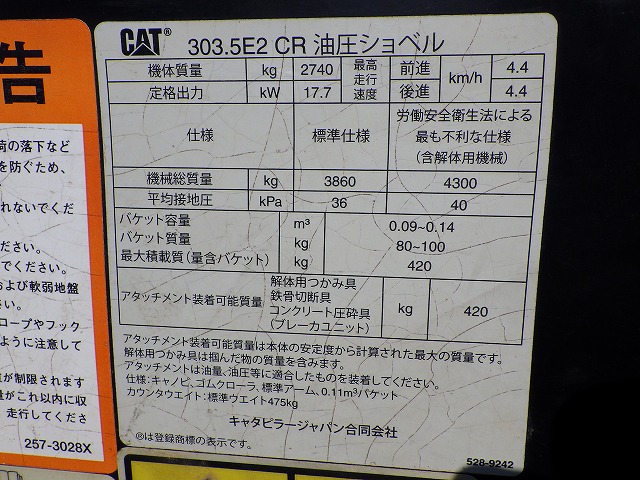 告
荷の落下など
を防ぐため、
れないでくだ
ださい。
でください。
および軟弱地盤
さい。
ロープやフック
ように注意して
が制限されます
量がこれ以内に収
走行してくださ
257-3028X
CAT® 303.5E2 CR 油圧ショベル
機体質量 kg 2740 最高走行速度 前進 km/h 4.4
定格出力 kW 17.7 後進 4.4
仕様 標準仕様 労働安全衛生法による
最も不利な仕様
(含解体用機械)
機械総質量 kg 3860 4300
平均接地圧 kPa 36 40
バケット容量 m³ 0.09~0.14
バケット質量 kg 80~100
最大積載質(量含バケット) kg 420
アタッチメント装着可能質量 解体用つかみ具 kg 420
鉄骨切断具
コンクリート圧砕具
(ブレーカユニット)
アタッチメント装着可能質量は本体の安定度から計算された最大の質量です。
解体用つかみ具は掴んだ物の質量を含みます。
アタッチメントは油量、油圧等に適合したものを装着してください。
仕様:キャノピ、ゴムクローラ、標準アーム、0.11m³バケット
カウンタウエイト:標準ウエイト475kg
キャタピラージャパン合同会社
®は登録商標の表示です。
528-9242